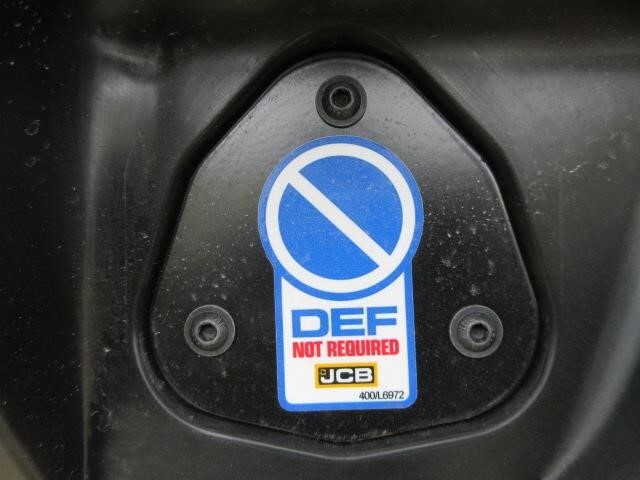 DEF
NOT REQUIRED
JCB
400/L6972